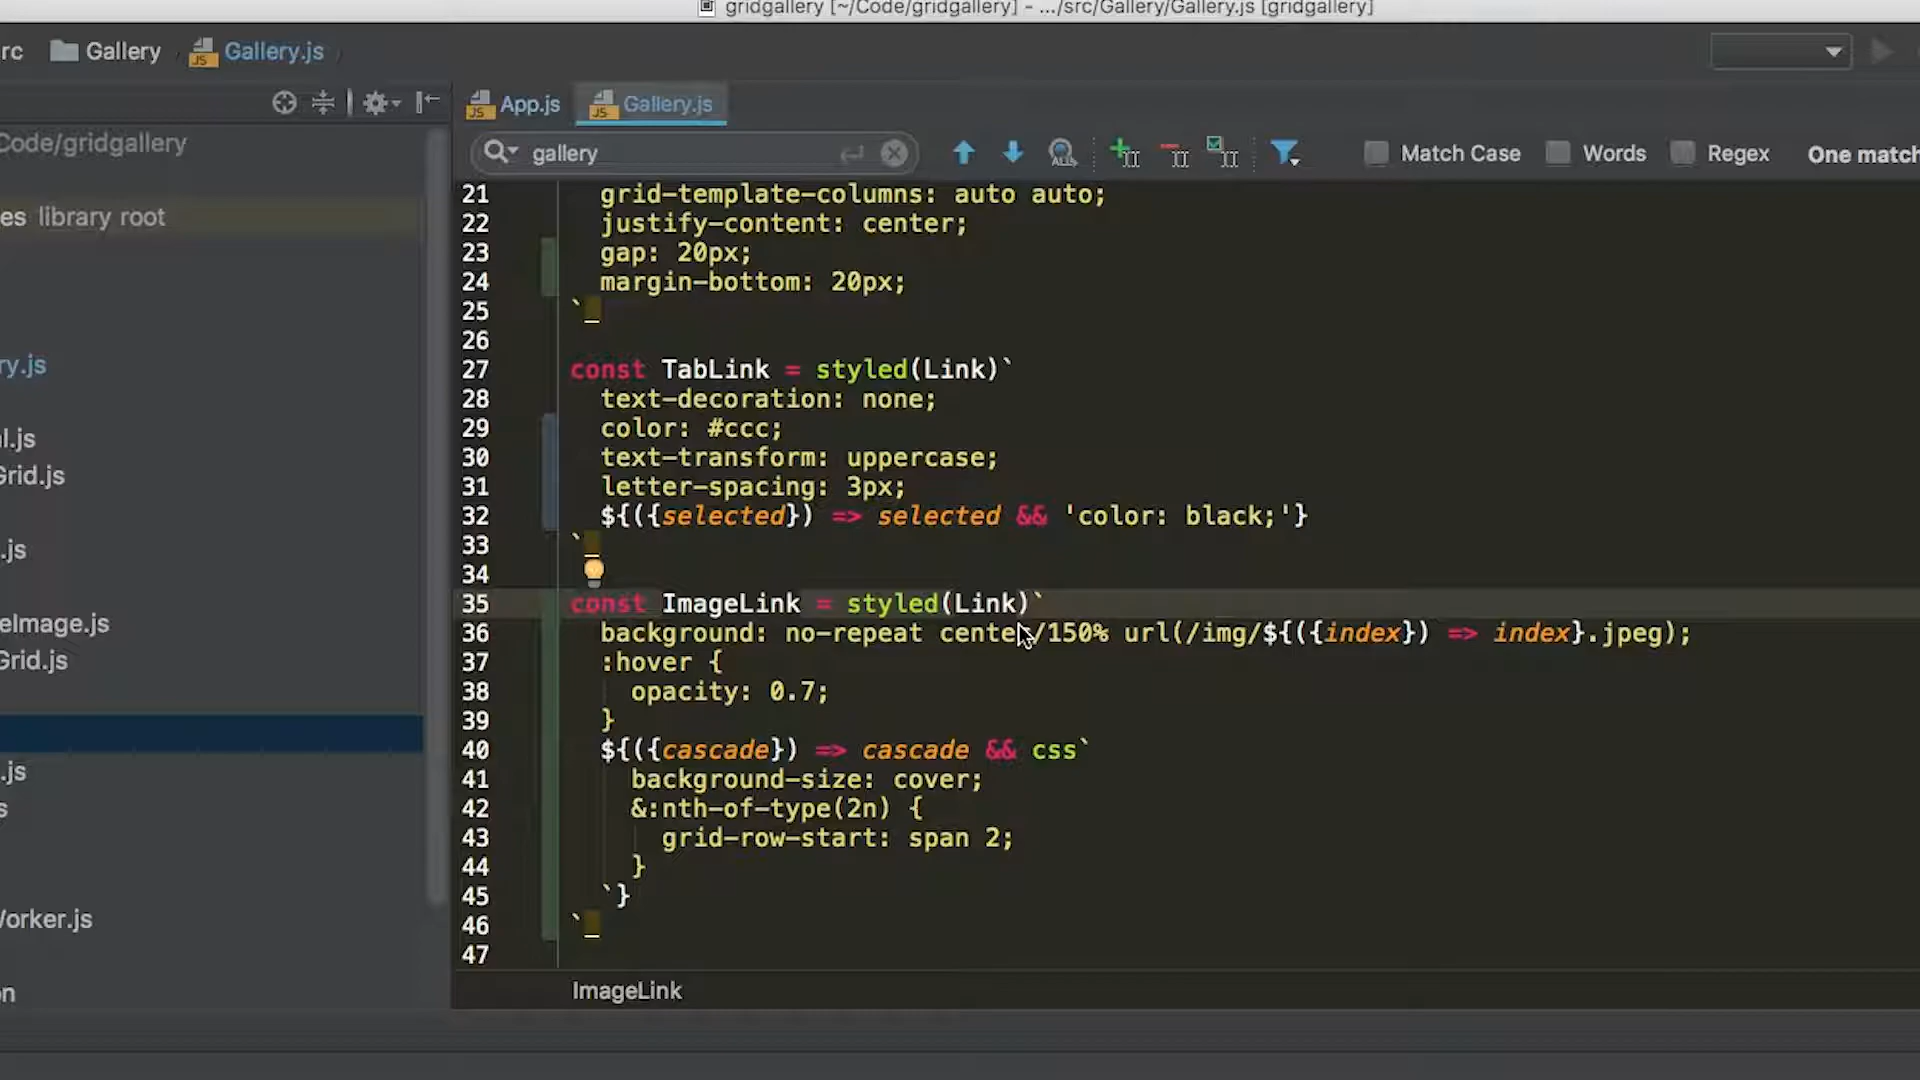 gridgallery [~/Code/gridgallery] - .../src/Gallery/Gallery.js [gridgallery]
rc Gallery Gallery.js
App.js Gallery.js
Code/gridgallery
gallery Match Case Words Regex One match
es library root
ry.js
l.js
Grid.js
.js
eImage.js
Grid.js
.js
s
Vorker.js
on
21 grid-template-columns: auto auto;
22 justify-content: center;
23 gap: 20px;
24 margin-bottom: 20px;
25 `
26
27 const TabLink = styled(Link)`
28 text-decoration: none;
29 color: #ccc;
30 text-transform: uppercase;
31 letter-spacing: 3px;
32 ${({selected}) => selected && 'color: black;'}
33 `
34
35 const ImageLink = styled(Link)`
36 background: no-repeat center/150% url(/img/${({index}) => index}.jpeg);
37 :hover {
38 opacity: 0.7;
39 }
40 ${({cascade}) => cascade && css`
41 background-size: cover;
42 &:nth-of-type(2n) {
43 grid-row-start: span 2;
44 }
45 `}
46 `
47
ImageLink